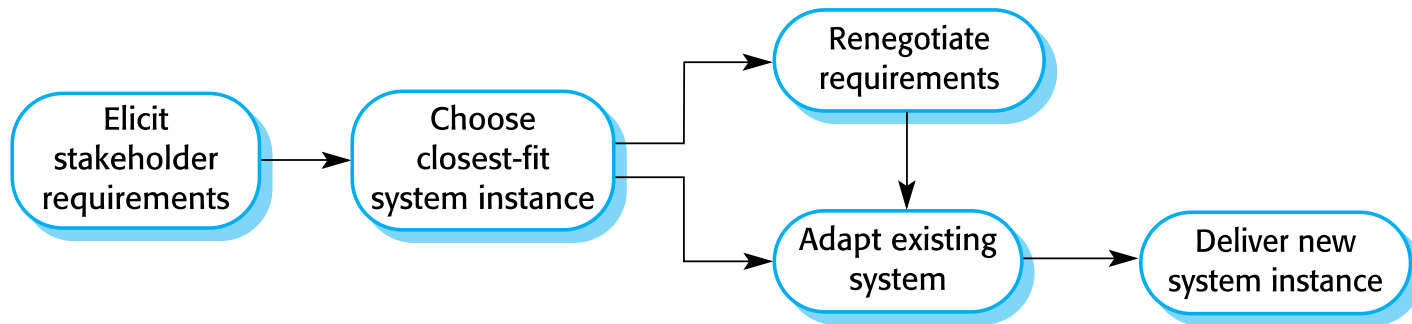 Elicit
stakeholder
requirements
Choose
closest-fit
system instance
Renegotiate
requirements
Adapt existing
system
Deliver new
system instance